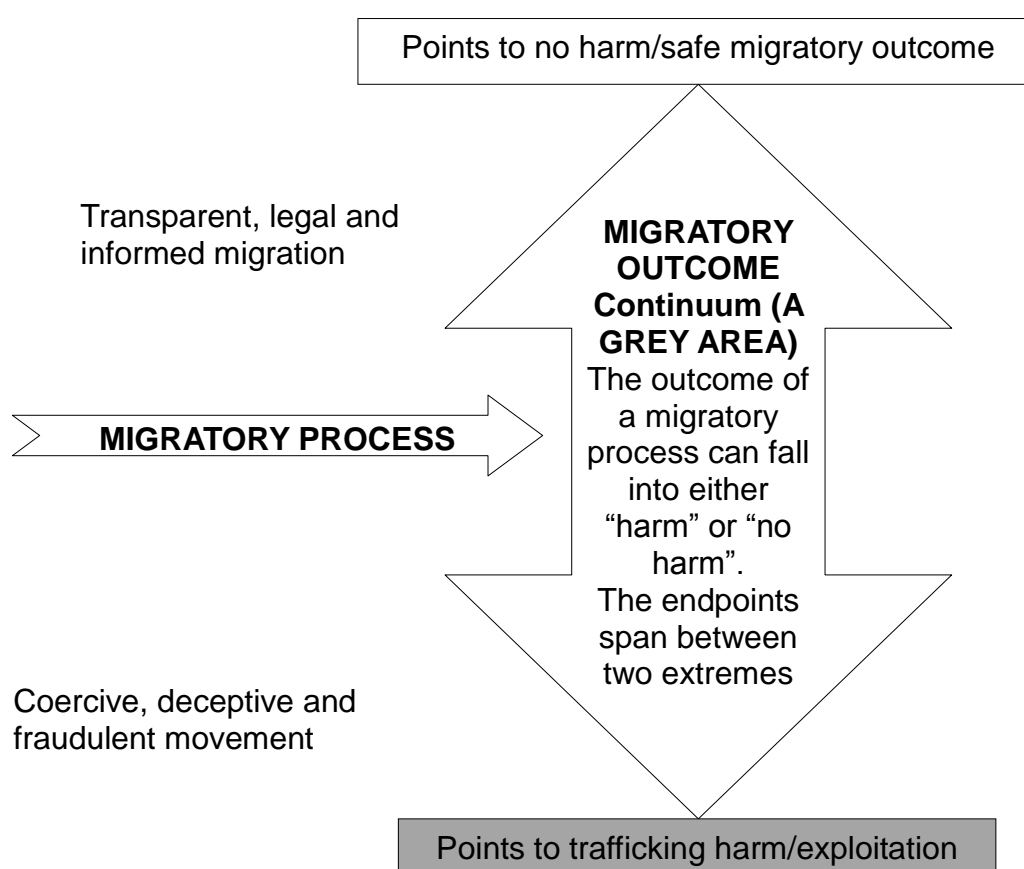 Points to no harm/safe migratory outcome
Transparent, legal and
informed migration
MIGRATORY
OUTCOME
Continuum (A
GREY AREA)
The outcome of
a migratory
process can fall
into either
“harm” or “no
harm”.
The endpoints
span between
two extremes
MIGRATORY PROCESS
Coercive, deceptive and
fraudulent movement
Points to trafficking harm/exploitation